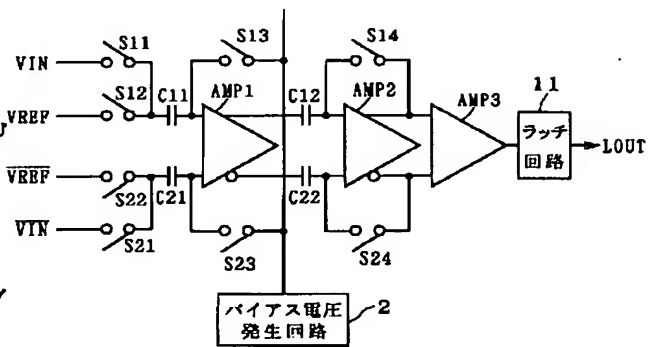 S13
S14
S11
VIN
AMP1
AMP2
11
S12
C11
C12
AMP3
VREF
ラッチ
回路
LOUT
VREF
S22
C21
C22
VIN
S21
S23
S24
バイアス電圧
発生回路
2